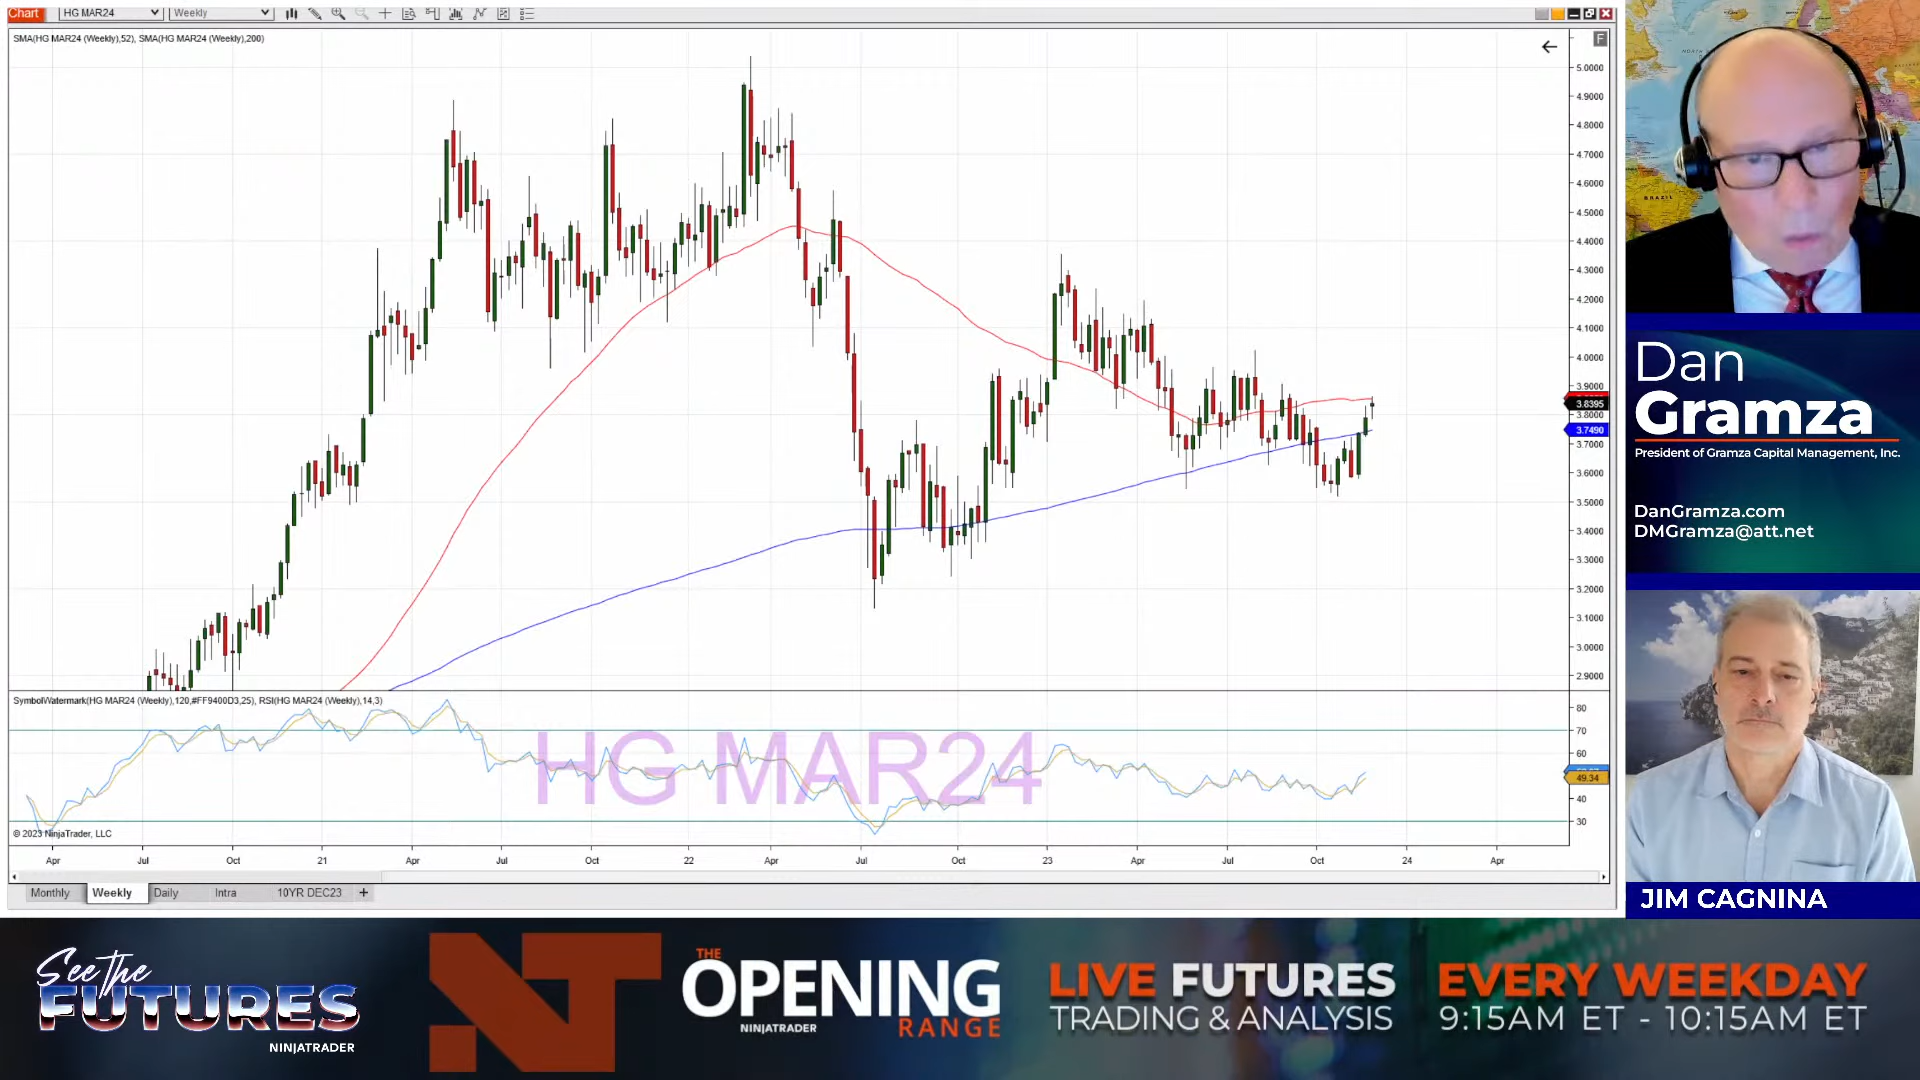 Chart
HG MAR24
Weekly
SMA(HG MAR24 (Weekly),52), SMA(HG MAR24 (Weekly),200)
F
5.0000
4.9000
4.8000
4.7000
4.6000
4.5000
4.4000
4.3000
4.2000
4.1000
4.0000
3.9000
3.8395
3.8000
3.7490
3.7000
3.6000
3.5000
3.4000
3.3000
3.2000
3.1000
3.0000
2.9000
SymbolWatermark(HG MAR24 (Weekly),120,#FF9400D3,25), RSI(HG MAR24 (Weekly),14,3)
HG MAR24
80
70
60
49.34
40
30
© 2023 NinjaTrader, LLC
Apr Jul Oct 21 Apr Jul Oct 22 Apr Jul Oct 23 Apr Jul Oct 24 Apr
Monthly Weekly Daily Intra 10YR DEC23 +
BRAZIL
Dan
Gramza
President of Gramza Capital Management, Inc.
DanGramza.com
DMGramza@att.net
JIM CAGNINA
See the
FUTURES
NINJATRADER
NT
THE
OPENING
NINJATRADER
RANGE
LIVE FUTURES
TRADING & ANALYSIS
EVERY WEEKDAY
9:15AM ET - 10:15AM ET